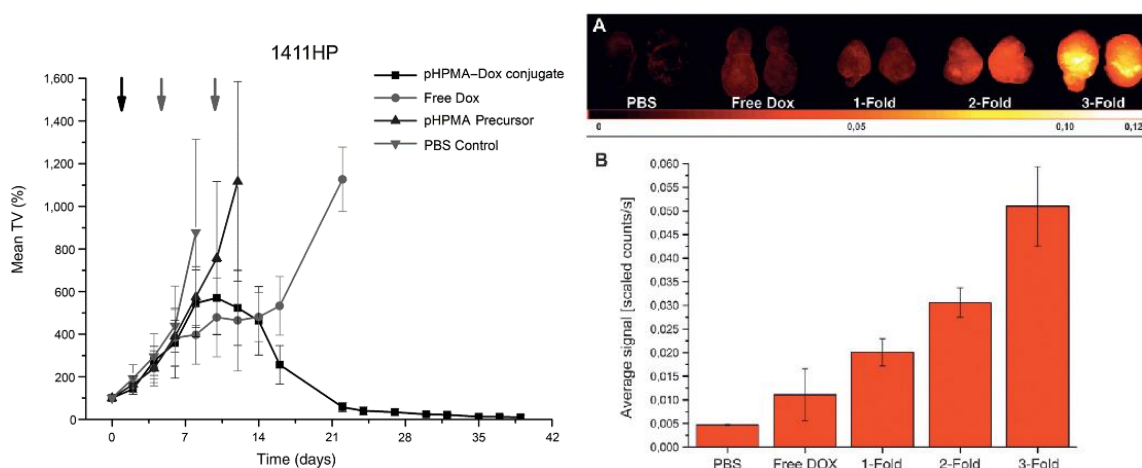 1411HP
pHPMA–Dox conjugate
Free Dox
pHPMA Precursor
PBS Control
1,600
1,400
1,200
1,000
800
600
400
200
0
Mean TV (%)
0 7 14 21 28 35 42
Time (days)
A
PBS Free Dox 1-Fold 2-Fold 3-Fold
0 0,05 0,10 0,12
B
0,060
0,055
0,050
0,045
0,040
0,035
0,030
0,025
0,020
0,015
0,010
0,005
0,000
Average signal [scaled counts/s]
PBS Free DOX 1-Fold 2-Fold 3-Fold